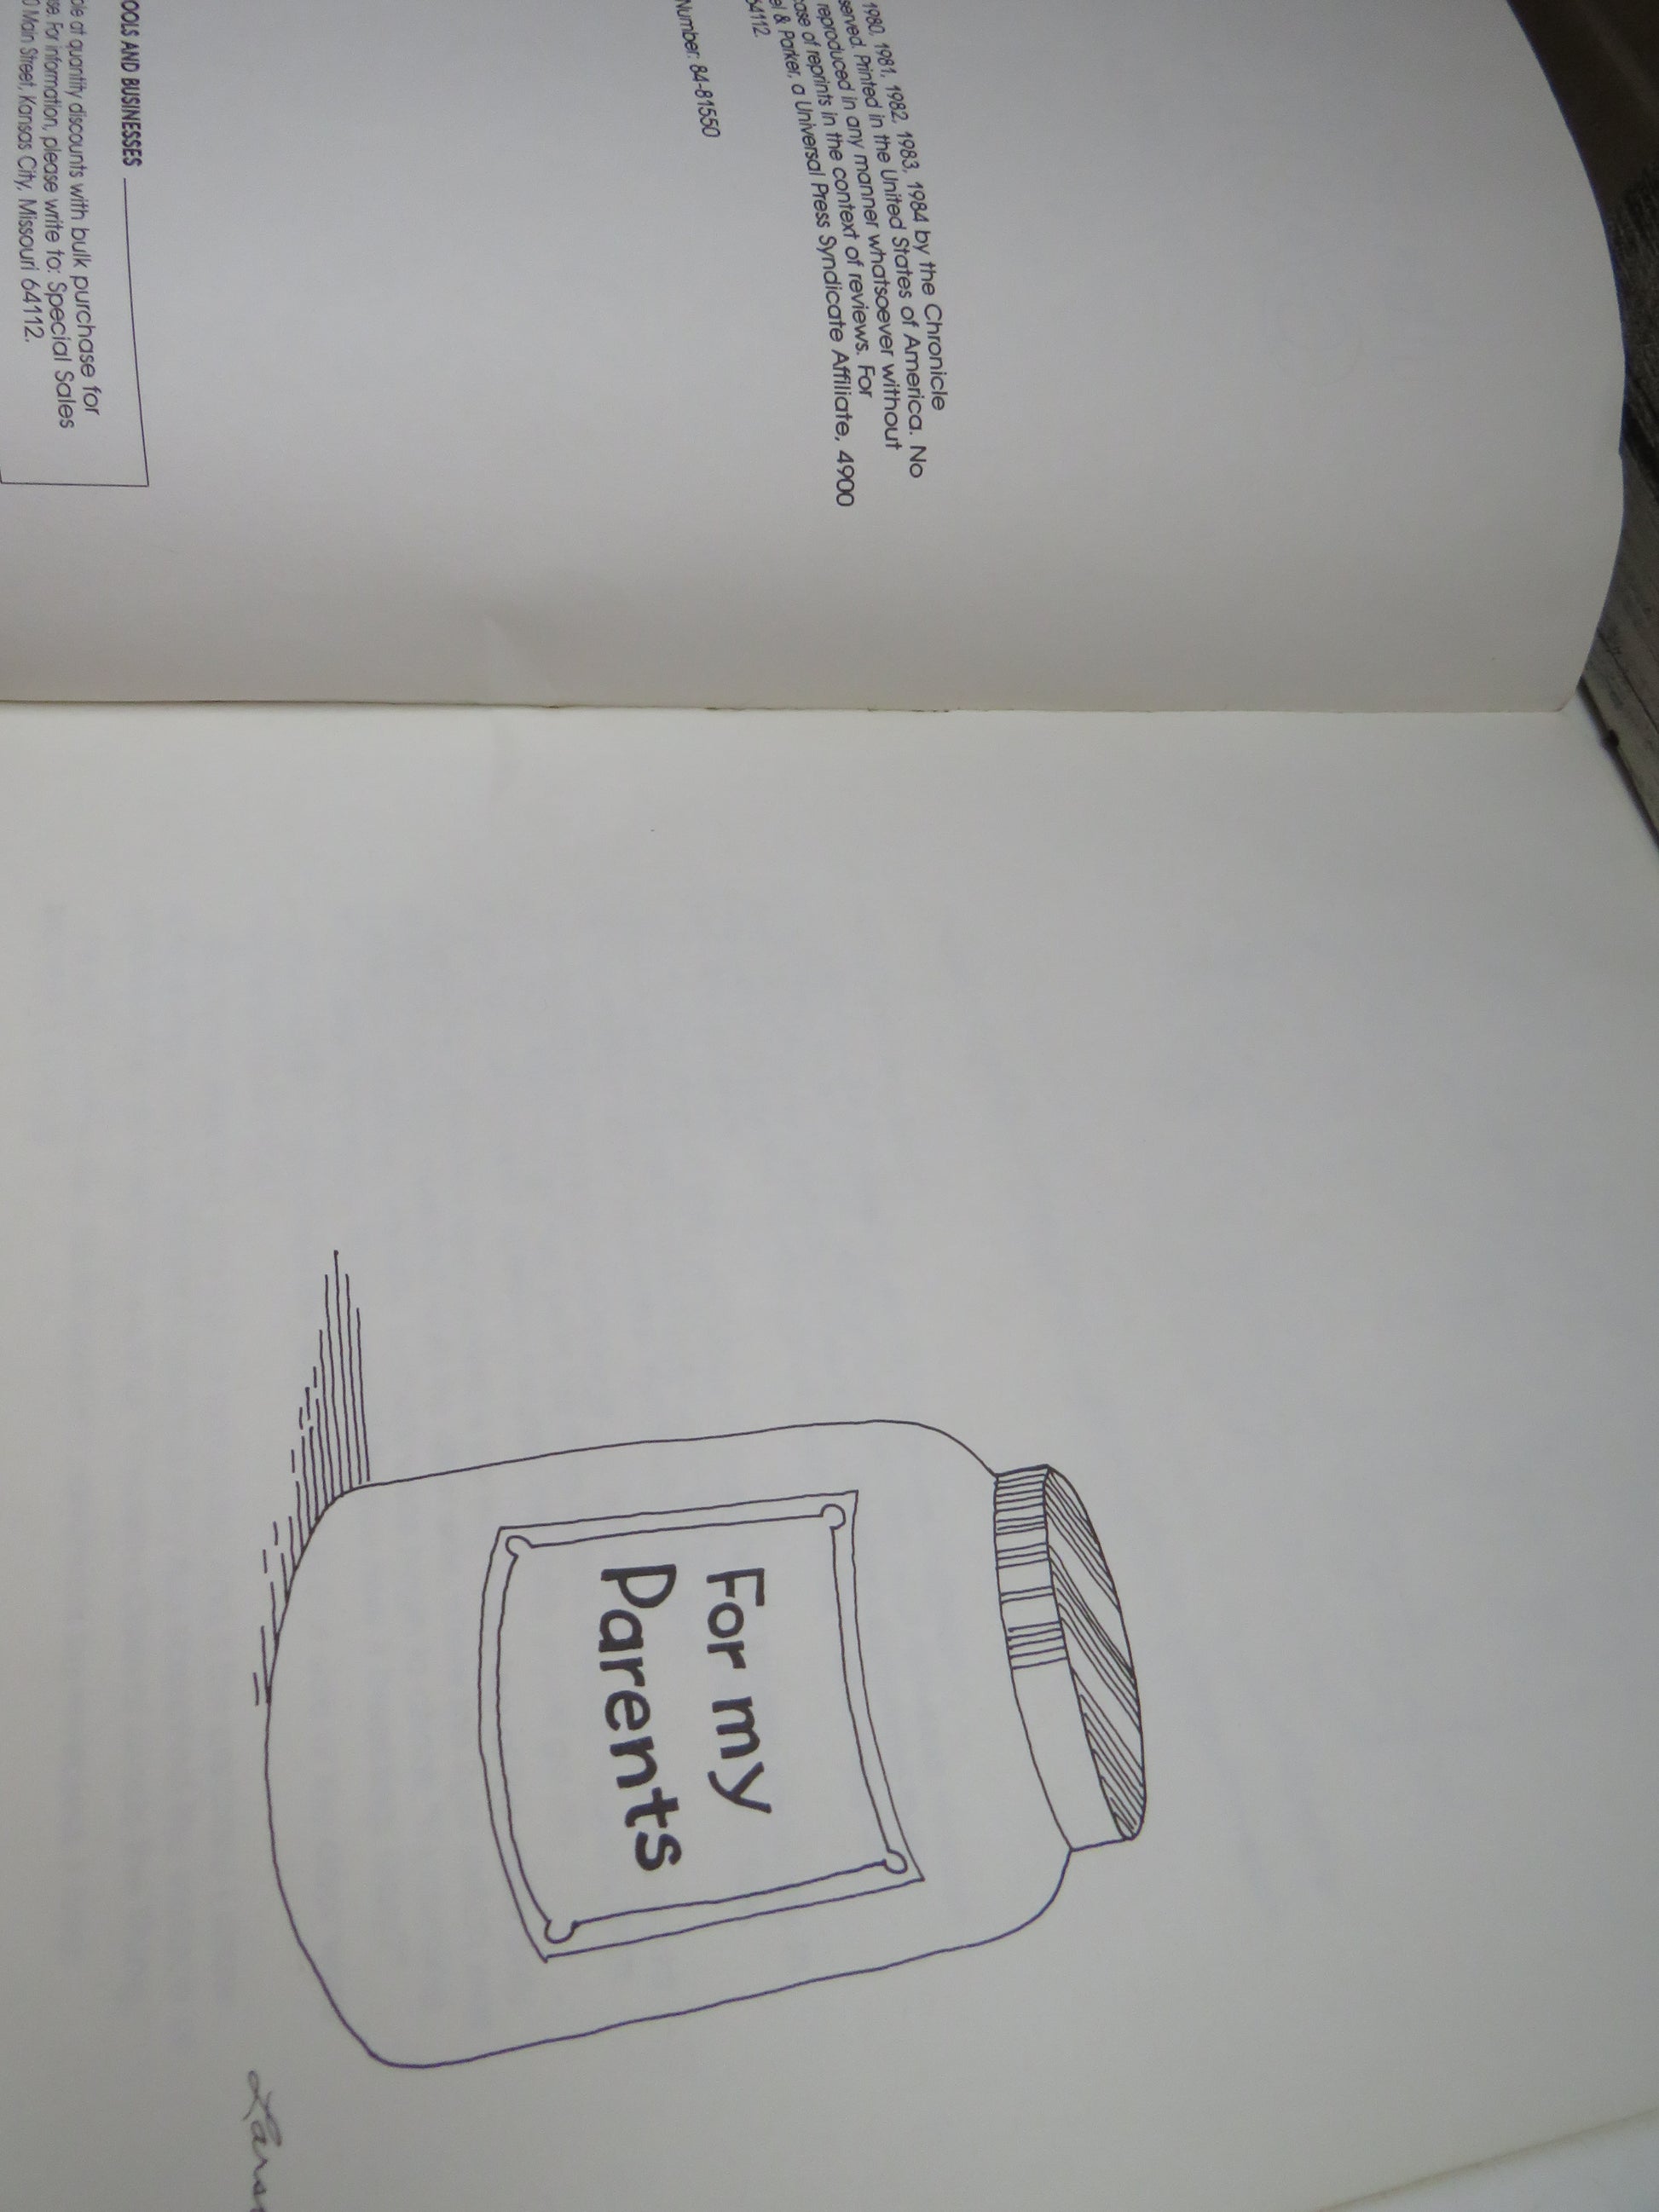 1980, 1981, 1982, 1983, 1984 by the Chronicle
served. Printed in the United States of America. No
reproduced in any manner whatsoever without
ase of reprints in the context of reviews. For
el & Parker, a Universal Press Syndicate Affiliate, 4900
64112.
Number: 84-81550
OOLS AND BUSINESSES
ble at quantity discounts with bulk purchase for
se. For information, please write to: Special Sales
0 Main Street, Kansas City, Missouri 64112.
For my
Parents